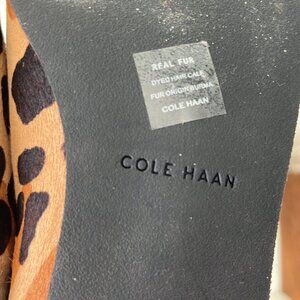 REAL FUR
DYED HAIR CALF
FUR ORIGIN BURMA
COLE HAAN
COLE HAAN